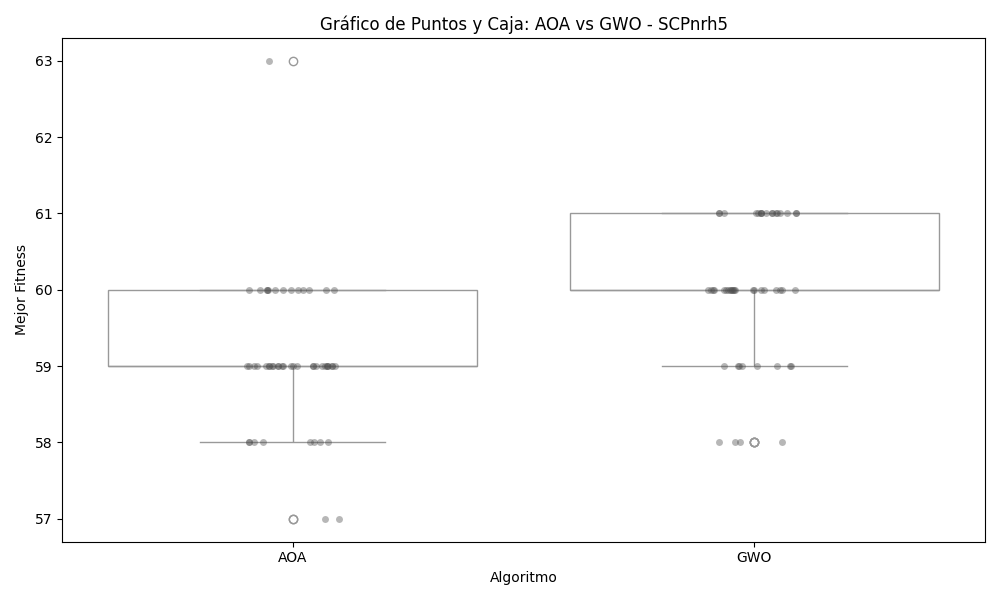 Gráfico de Puntos y Caja: AOA vs GWO - SCPnrh5
Mejor Fitness
63
62
61
60
59
58
57
AOA
GWO
Algoritmo